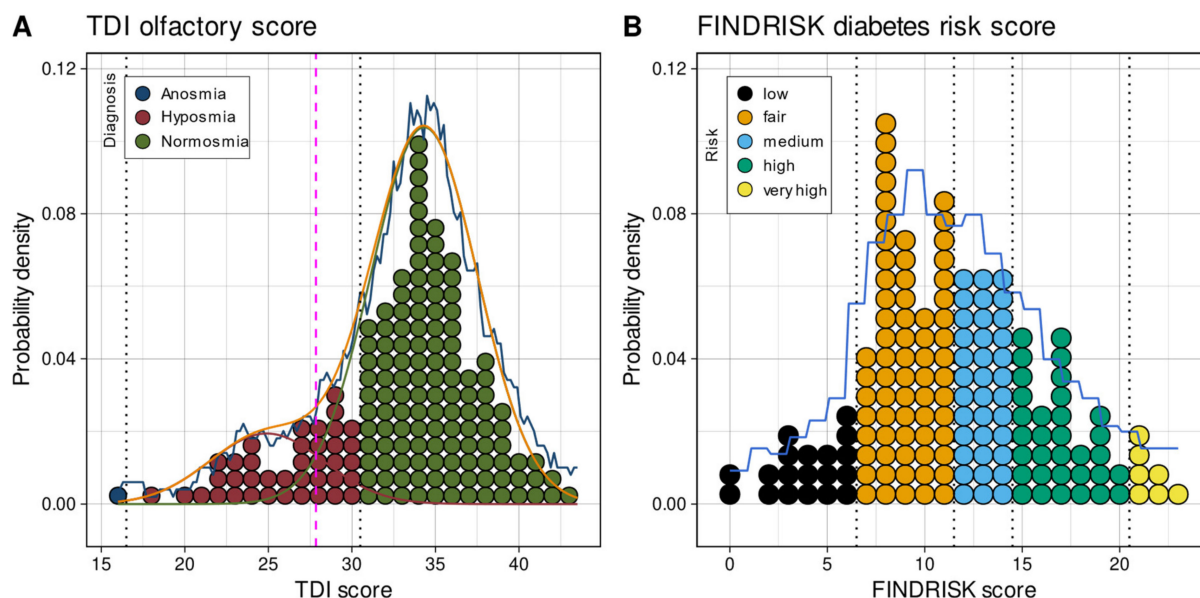 A TDI olfactory score
Probability density
0.12
0.08
0.04
0.00
Diagnosis
Anosmia
Hyposmia
Normosmia
15 20 25 30 35 40
TDI score
B FINDRISK diabetes risk score
Probability density
0.12
0.08
0.04
0.00
Risk
low
fair
medium
high
very high
0 5 10 15 20
FINDRISK score